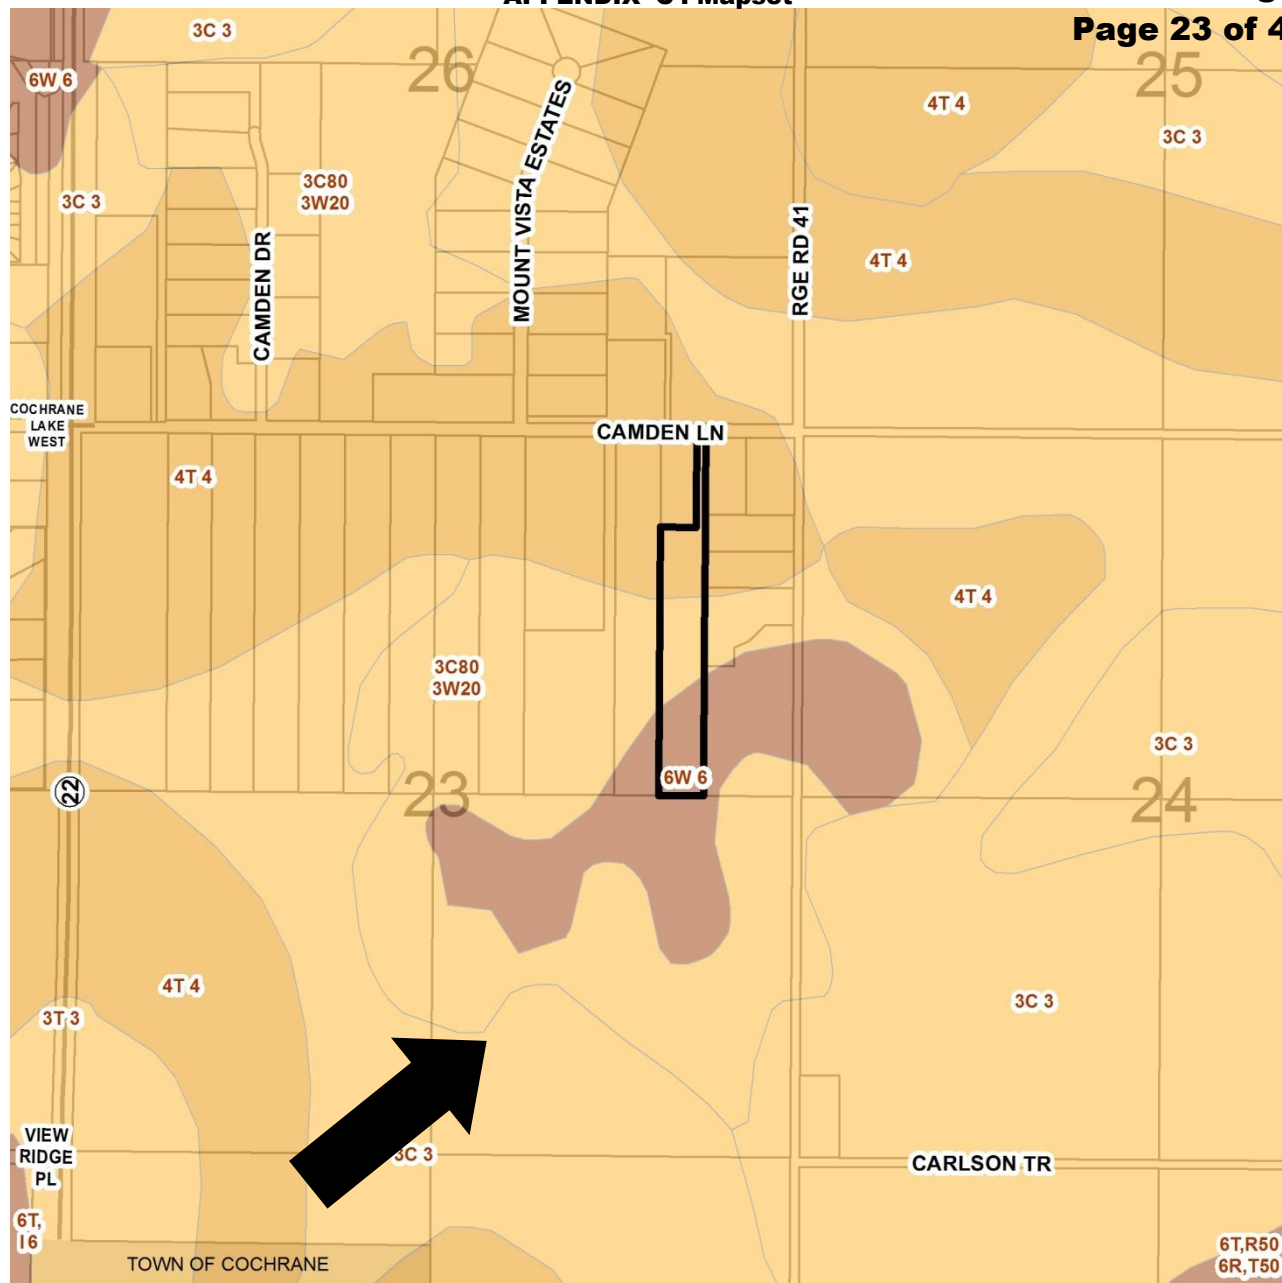 APPENDIX 'C': Mapset
Page 23 of 4
3C 3
26
25
6W 6
4T 4
3C 3
3C80
3W20
3C 3
MOUNT VISTA ESTATES
RGE RD 41
CAMDEN DR
4T 4
COCHRANE
LAKE
WEST
CAMDEN LN
4T 4
4T 4
3C80
3W20
3C 3
6W 6
22
23
24
4T 4
3C 3
3T 3
VIEW
RIDGE
PL
3C 3
CARLSON TR
6T,
I6
TOWN OF COCHRANE
6T,R50
6R,T50